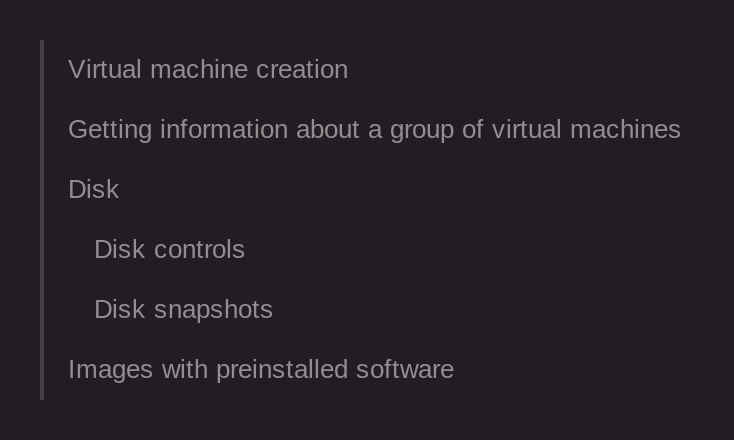 Virtual machine creation
Getting information about a group of virtual machines
Disk
Disk controls
Disk snapshots
Images with preinstalled software